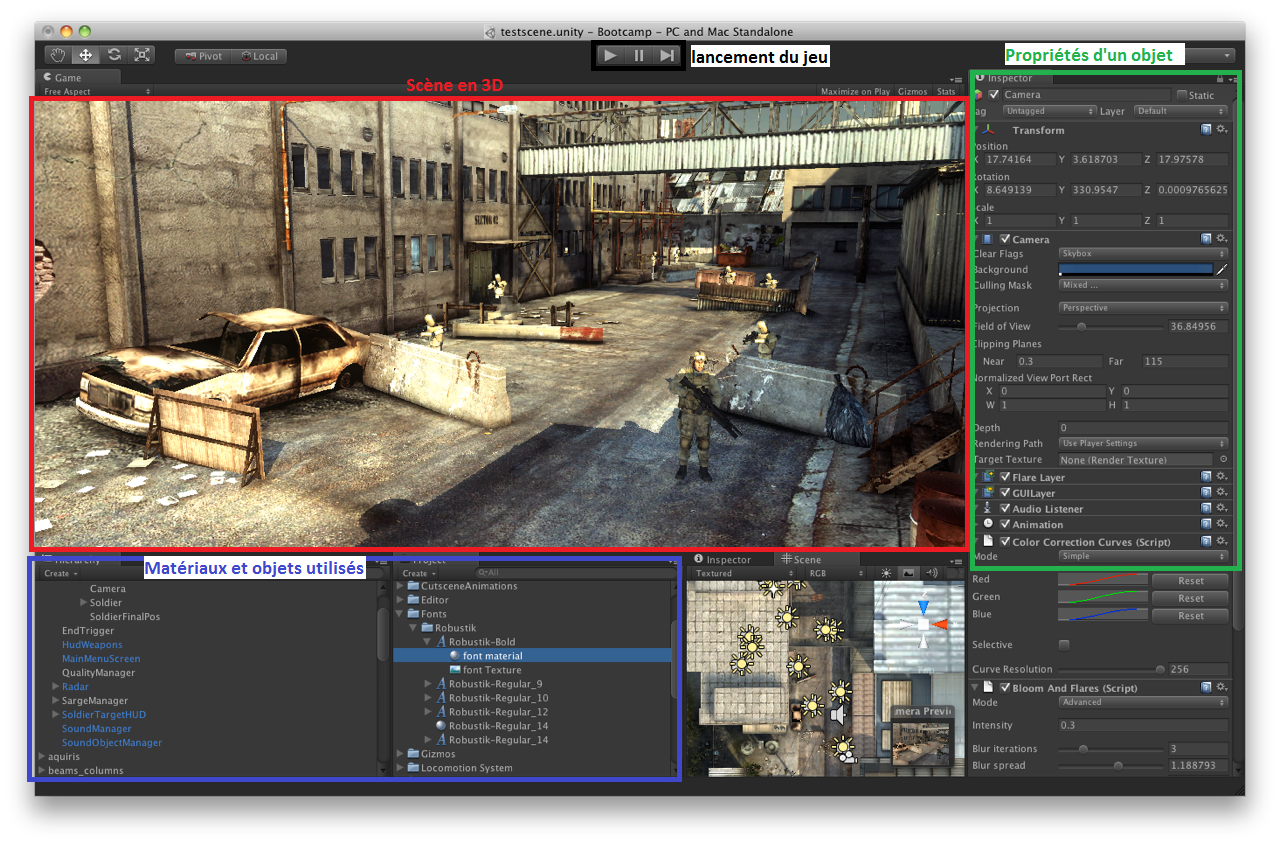 testscene.unity – Bootcamp – PC and Mac Standalone
Pivot Local
lancement du jeu
Propriétés d'un objet
Game
Scène en 3D
Free Aspect
Maximize on Play Gizmos Stats
SECTOR 02
Inspector
Camera Static
ag Untagged Layer Default
Transform
Position
X 17.74164 Y 3.618703 Z 17.97578
Rotation
X 8.649139 Y 330.9547 Z 0.0009765625
Scale
X 1 Y 1 Z 1
Camera
Clear Flags Skybox
Background
Culling Mask Mixed ...
Projection Perspective
Field of View 36.84956
Clipping Planes
Near 0.3 Far 115
Normalized View Port Rect
X 0 Y 0
W 1 H 1
Depth 0
Rendering Path Use Player Settings
Target Texture None (Render Texture)
Flare Layer
GUILayer
Audio Listener
Animation
Color Correction Curves (Script)
Mode Simple
Red Reset
Green Reset
Blue Reset
Selective
Curve Resolution 256
Bloom And Flares (Script)
Mode Advanced
Intensity 0.3
Blur iterations 3
Blur spread 1.188793
Hierarchy
Matériaux et objets utilisés
Create
Camera
Soldier
SoldierFinalPos
EndTrigger
HudWeapons
MainMenuScreen
QualityManager
Radar
SargeManager
SoldierTargetHUD
SoundManager
SoundObjectManager
aquiris
beams_columns
Project
Create All
CutsceneAnimations
Editor
Fonts
Robustik
Robustik-Bold
font material
font Texture
Robustik-Regular_9
Robustik-Regular_10
Robustik-Regular_12
Robustik-Regular_14
Robustik-Regular_14
Gizmos
Locomotion System
Inspector Scene
Textured RGB
mera Previ